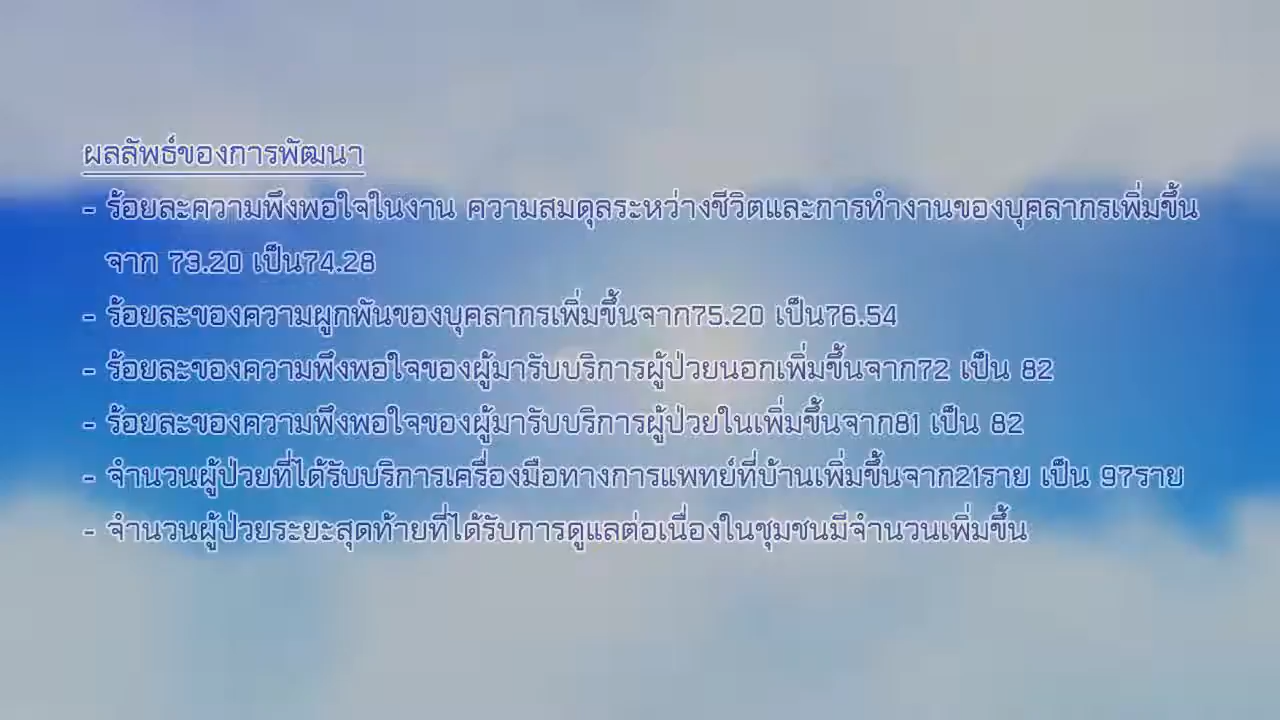 ผลลัพธ์ของการพัฒนา
- ร้อยละความพึงพอใจในงาน ความสมดุลระหว่างชีวิตและการทำงานของบุคลากรเพิ่มขึ้น
จาก 73.20 เป็น74.28
- ร้อยละของความผูกพันของบุคลากรเพิ่มขึ้นจาก75.20 เป็น76.54
- ร้อยละของความพึงพอใจของผู้มารับบริการผู้ป่วยนอกเพิ่มขึ้นจาก72 เป็น 82
- ร้อยละของความพึงพอใจของผู้มารับบริการผู้ป่วยในเพิ่มขึ้นจาก81 เป็น 82
- จำนวนผู้ป่วยที่ได้รับบริการเครื่องมือทางการแพทย์ที่บ้านเพิ่มขึ้นจาก21ราย เป็น 97ราย
- จำนวนผู้ป่วยระยะสุดท้ายที่ได้รับการดูแลต่อเนื่องในชุมชนมีจำนวนเพิ่มขึ้น